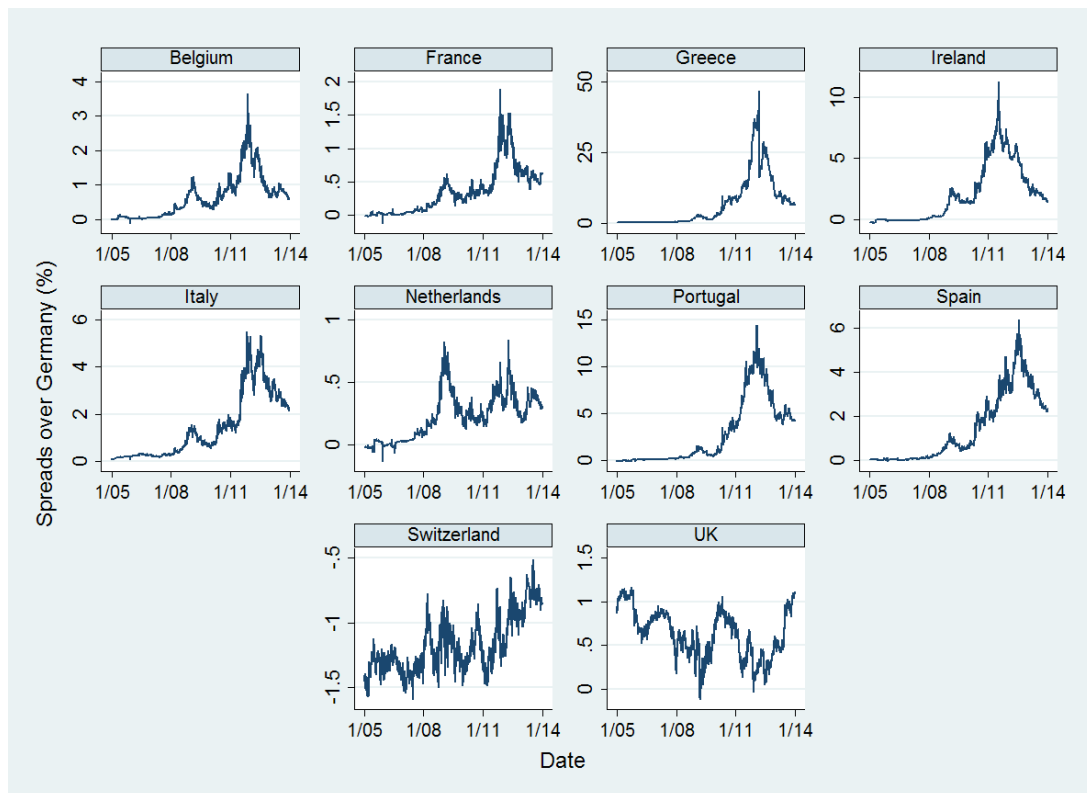 Belgium
France
Greece
Ireland
0 1 2 3 4
0 .5 1 1.5 2
0 25 50
0 5 10
1/05 1/08 1/11 1/14
1/05 1/08 1/11 1/14
1/05 1/08 1/11 1/14
1/05 1/08 1/11 1/14
Spreads over Germany (%)
Italy
Netherlands
Portugal
Spain
0 2 4 6
0 .5 1
0 5 10 15
0 2 4 6
1/05 1/08 1/11 1/14
1/05 1/08 1/11 1/14
1/05 1/08 1/11 1/14
1/05 1/08 1/11 1/14
Switzerland
UK
-1.5 -1 -.5
0 .5 1 1.5
1/05 1/08 1/11 1/14
1/05 1/08 1/11 1/14
Date